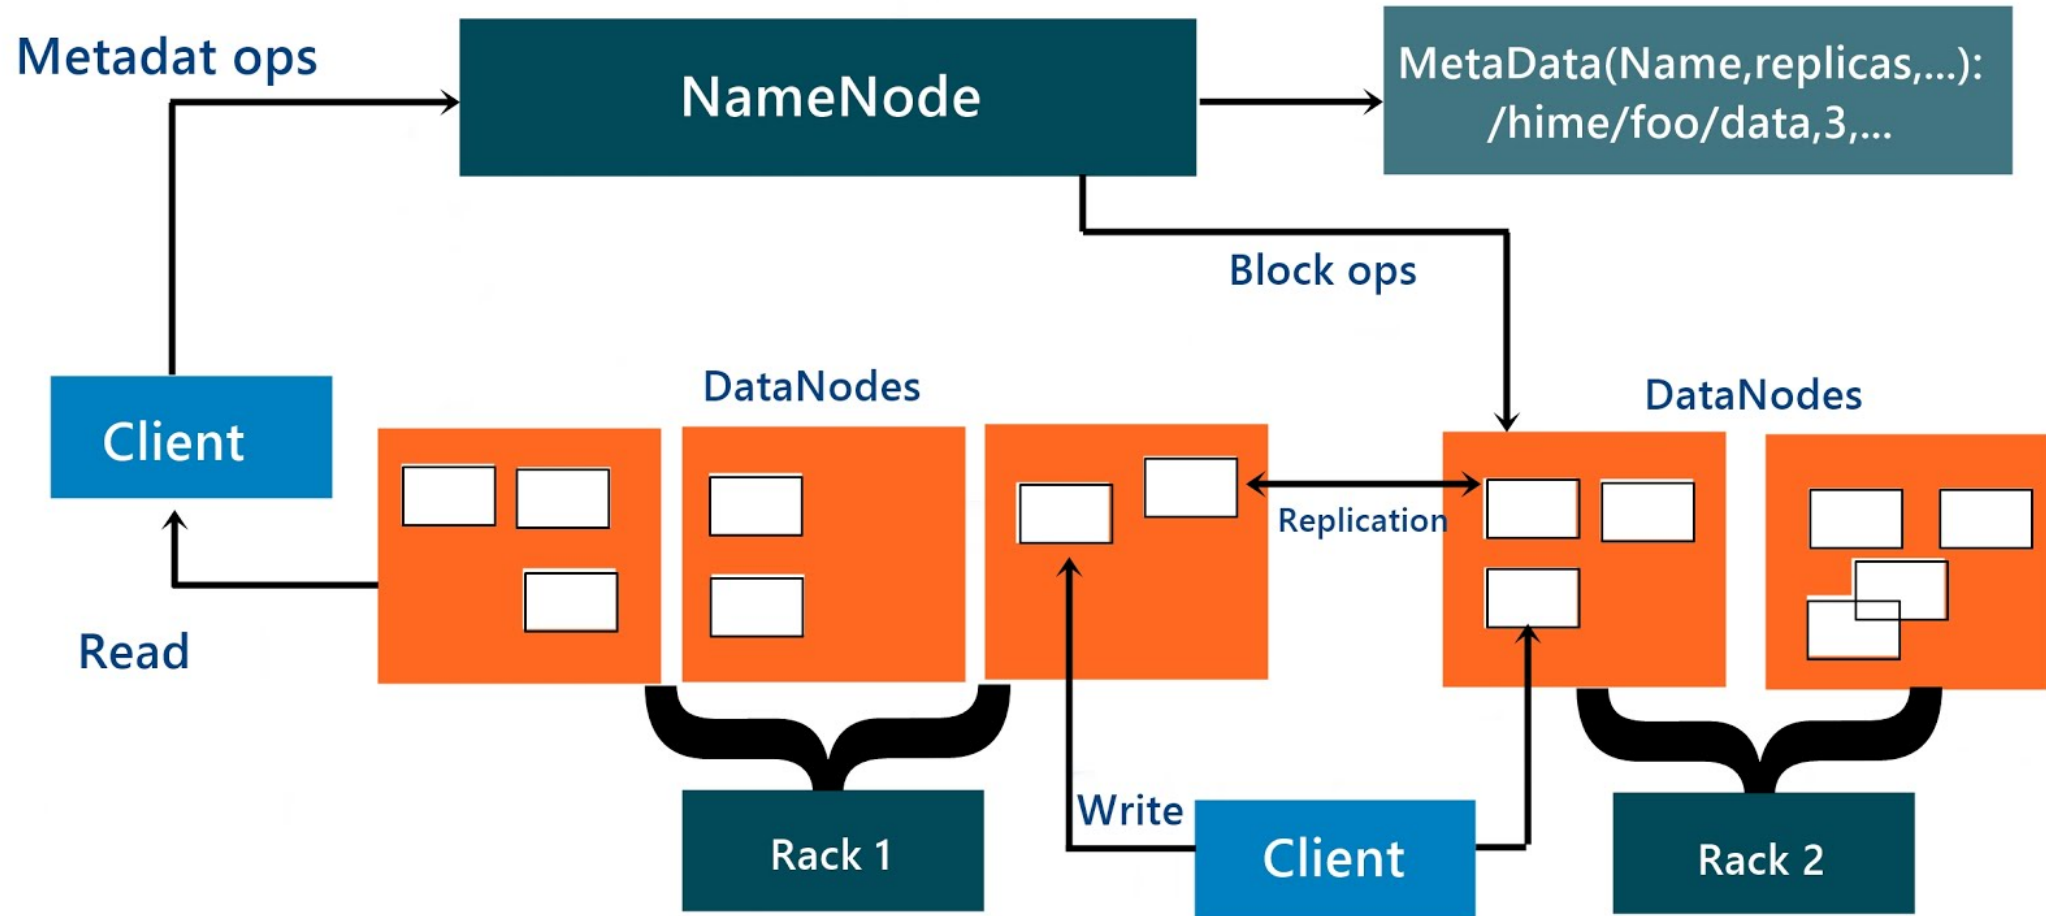 Metadat ops
NameNode
MetaData(Name,replicas,...):
/hime/foo/data,3,...
Block ops
Client
DataNodes
DataNodes
Replication
Read
Write
Rack 1
Client
Rack 2